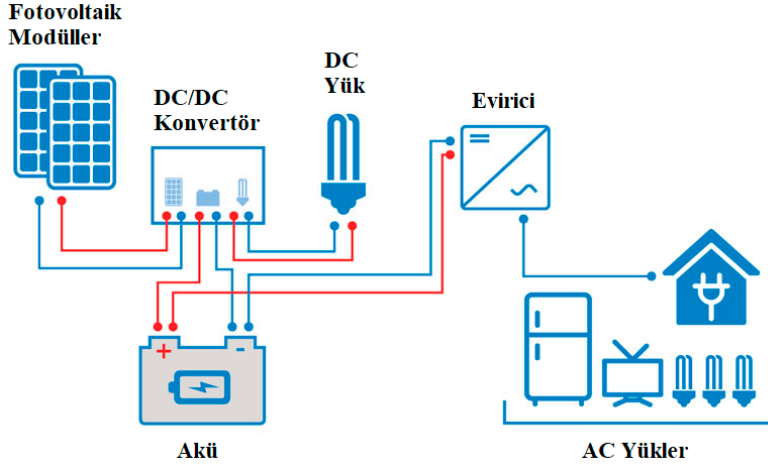 Fotovoltaik
Modüller
DC/DC
Konvertör
DC
Yük
Evirici
+
-
Akü
AC Yükler